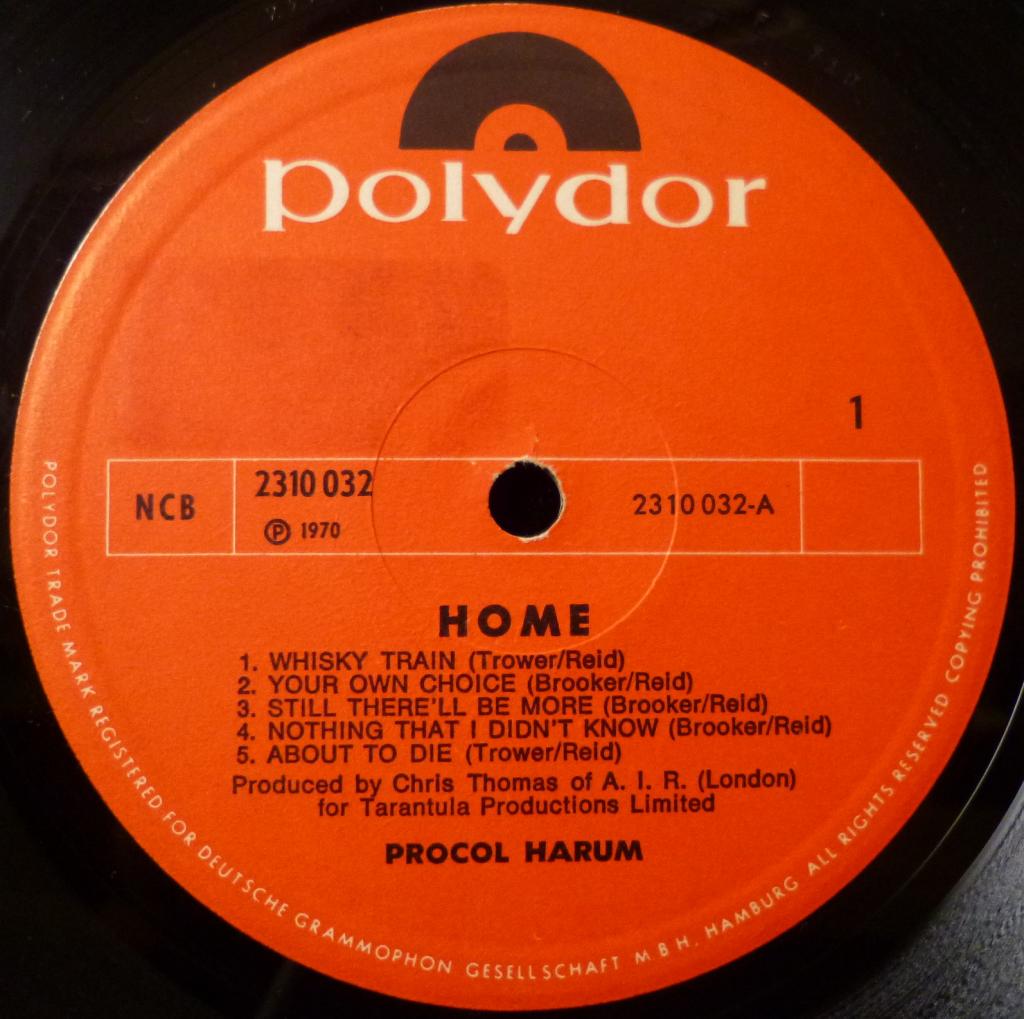 polydor
1
NCB
2310 032
℗ 1970
2310 032-A
HOME
1. WHISKY TRAIN (Trower/Reid)
2. YOUR OWN CHOICE (Brooker/Reid)
3. STILL THERE'LL BE MORE (Brooker/Reid)
4. NOTHING THAT I DIDN'T KNOW (Brooker/Reid)
5. ABOUT TO DIE (Trower/Reid)
Produced by Chris Thomas of A. I. R. (London)
for Tarantula Productions Limited
PROCOL HARUM
POLYDOR TRADE MARK REGISTERED FOR DEUTSCHE GRAMMOPHON GESELLSCHAFT M B H. HAMBURG ALL RIGHTS RESERVED COPYING PROHIBITED